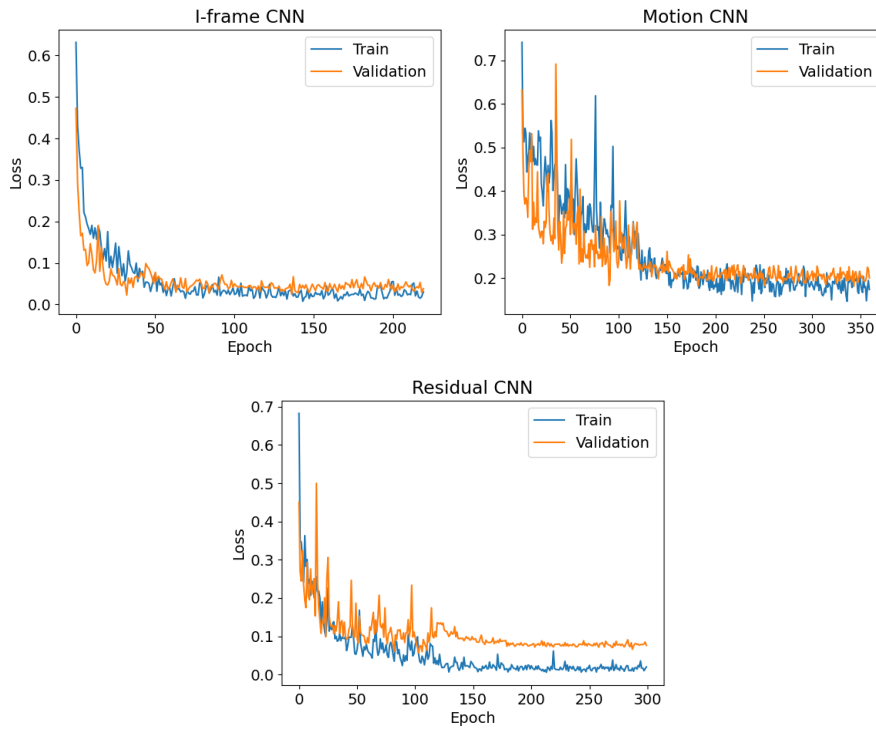 I-frame CNN
Train
Validation
Loss
0.6
0.5
0.4
0.3
0.2
0.1
0.0
0
50
100
150
200
Epoch
Motion CNN
Train
Validation
Loss
0.7
0.6
0.5
0.4
0.3
0.2
0
50
100
150
200
250
300
350
Epoch
Residual CNN
Train
Validation
Loss
0.7
0.6
0.5
0.4
0.3
0.2
0.1
0.0
0
50
100
150
200
250
300
Epoch